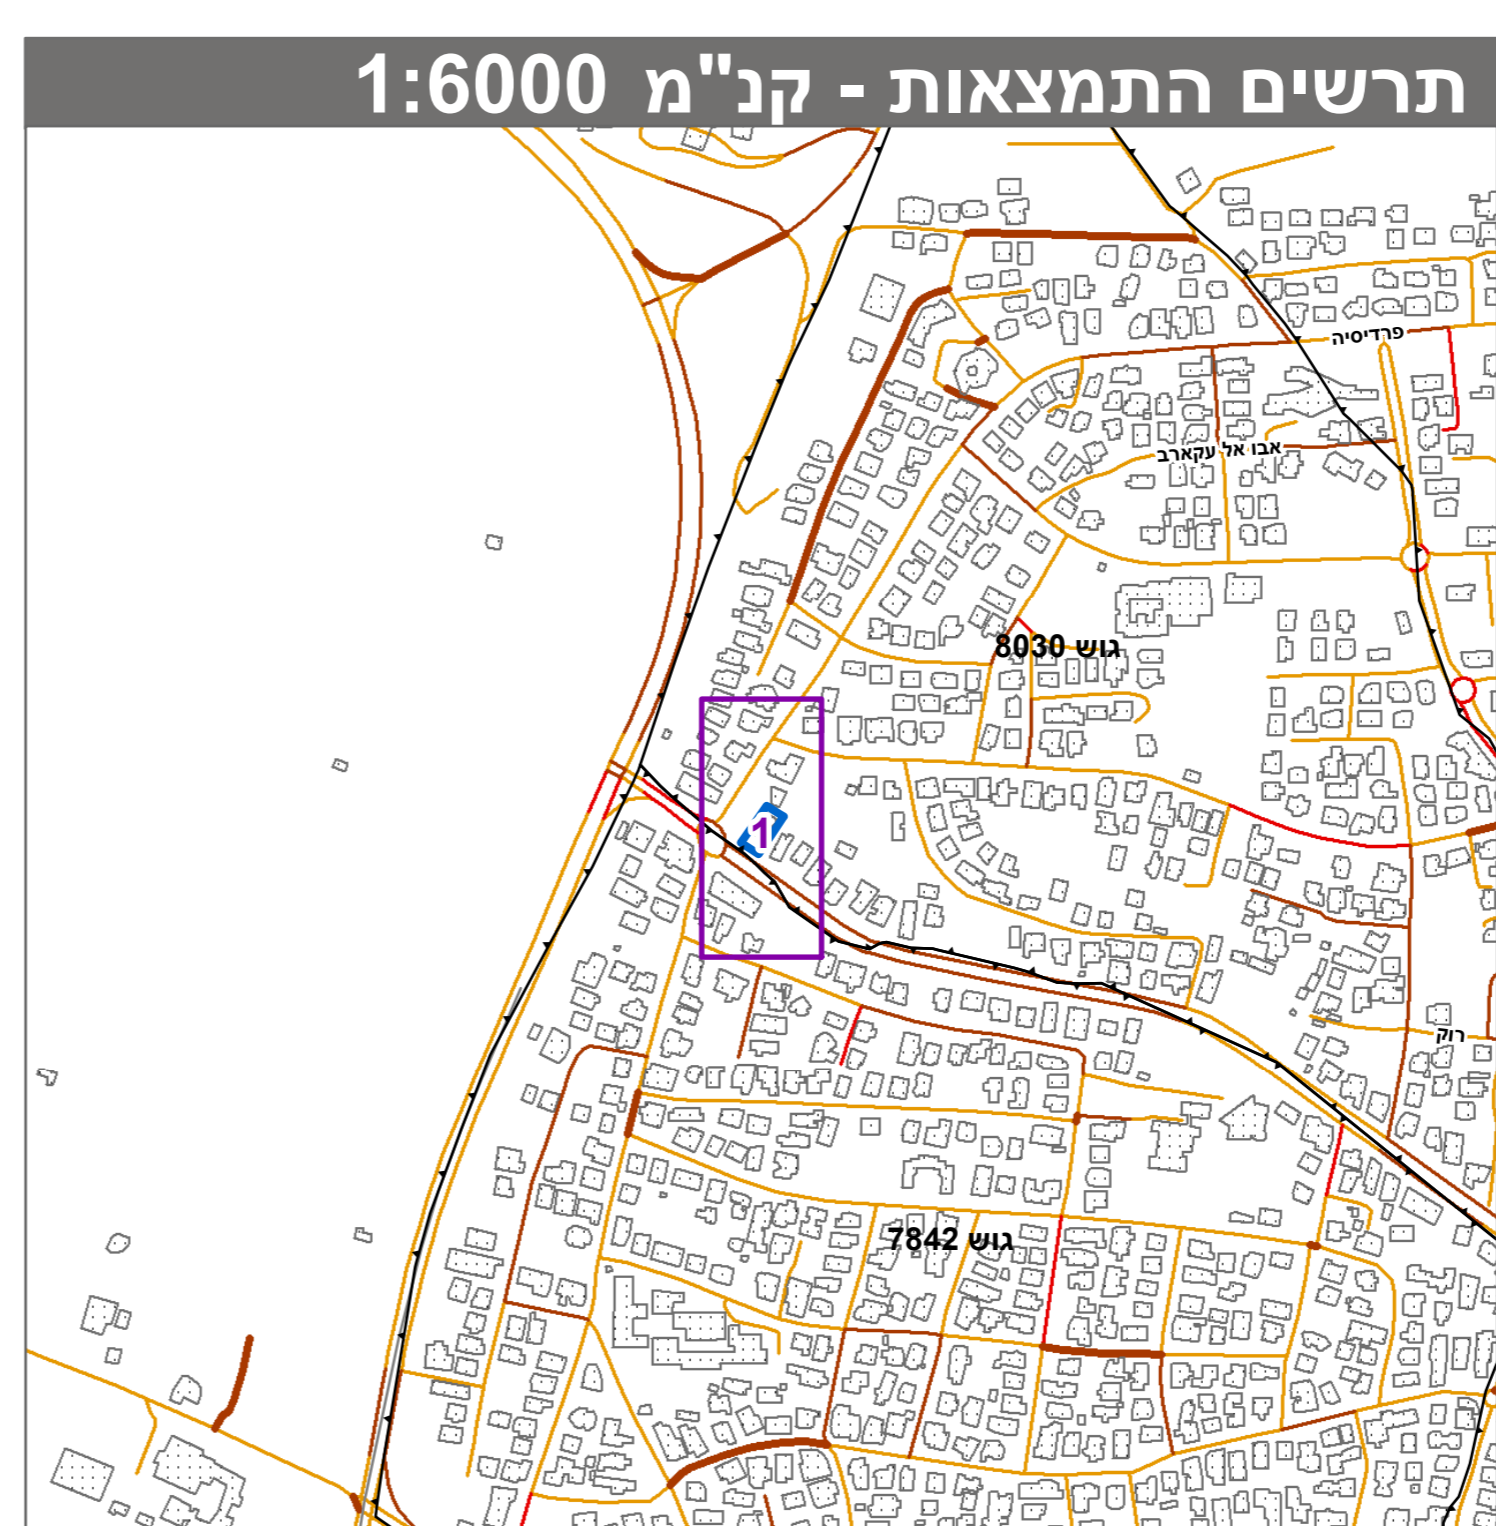 תרשים התמצאות - קנ"מ 1:6000
פרדיסיה
אבו אל עקארב
גוש 8030
1
רוק
גוש 7842